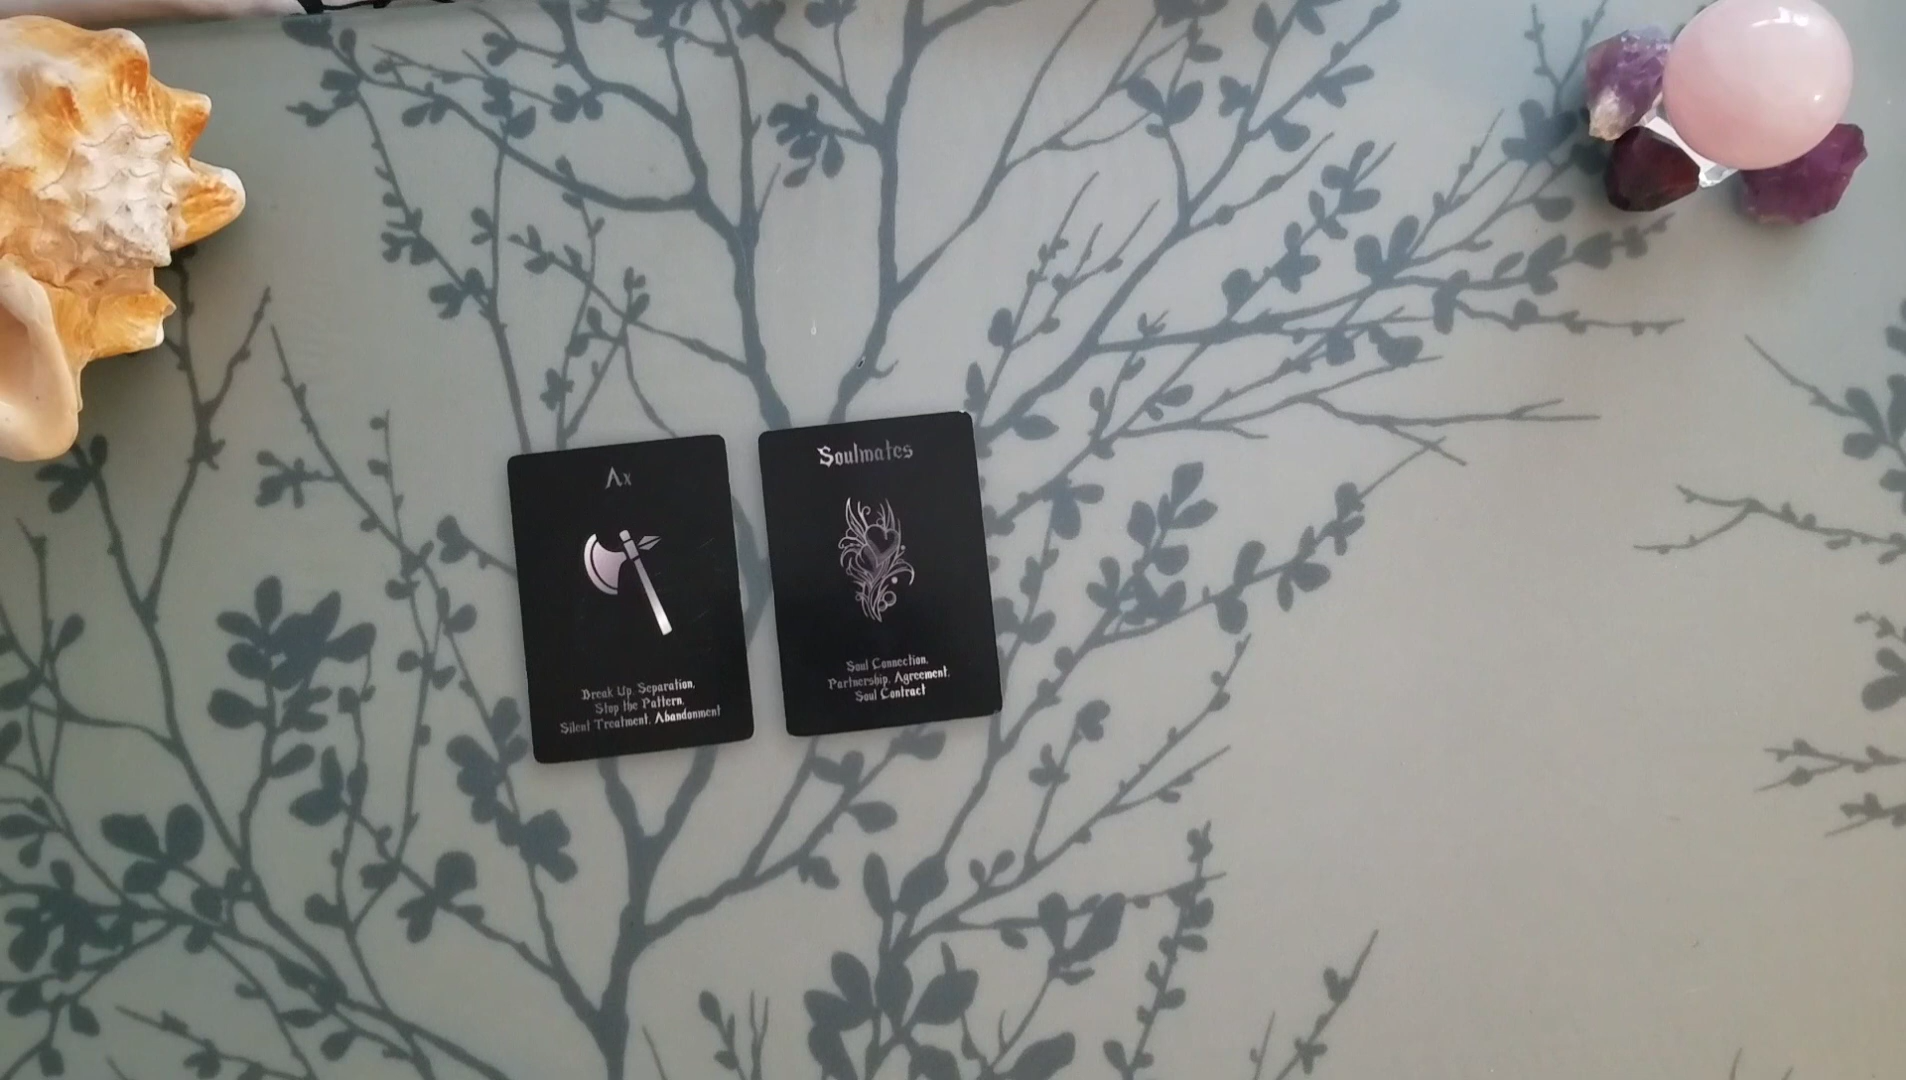 Ax
Break Up, Separation,
Stop the Pattern,
Silent Treatment, Abandonment
Soulmates
Soul Connection,
Partnership, Agreement,
Soul Contract